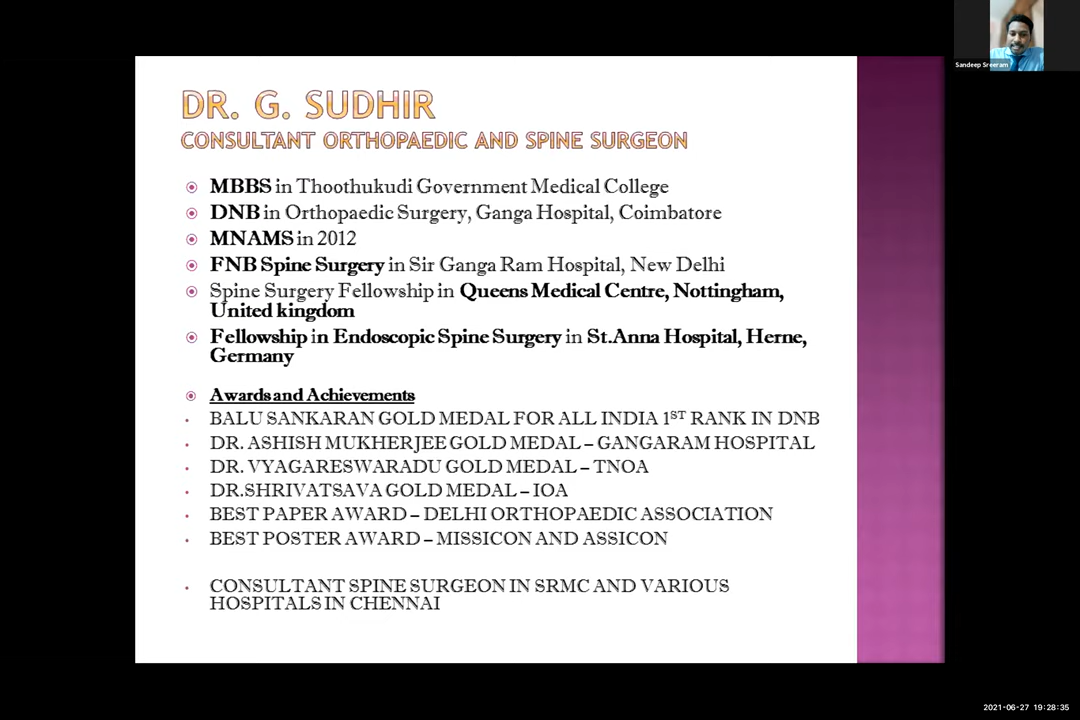 Sandeep Sreeram
DR. G. SUDHIR
CONSULTANT ORTHOPAEDIC AND SPINE SURGEON
MBBS in Thoothukudi Government Medical College
DNB in Orthopaedic Surgery, Ganga Hospital, Coimbatore
MNAMS in 2012
FNB Spine Surgery in Sir Ganga Ram Hospital, New Delhi
Spine Surgery Fellowship in Queens Medical Centre, Nottingham,
United kingdom
Fellowship in Endoscopic Spine Surgery in St.Anna Hospital, Herne,
Germany
Awards and Achievements
BALU SANKARAN GOLD MEDAL FOR ALL INDIA 1ST RANK IN DNB
DR. ASHISH MUKHERJEE GOLD MEDAL – GANGARAM HOSPITAL
DR. VYAGARESWARADU GOLD MEDAL – TNOA
DR.SHRIVATSAVA GOLD MEDAL – IOA
BEST PAPER AWARD – DELHI ORTHOPAEDIC ASSOCIATION
BEST POSTER AWARD – MISSICON AND ASSICON
CONSULTANT SPINE SURGEON IN SRMC AND VARIOUS
HOSPITALS IN CHENNAI
2021-06-27 19:28:35